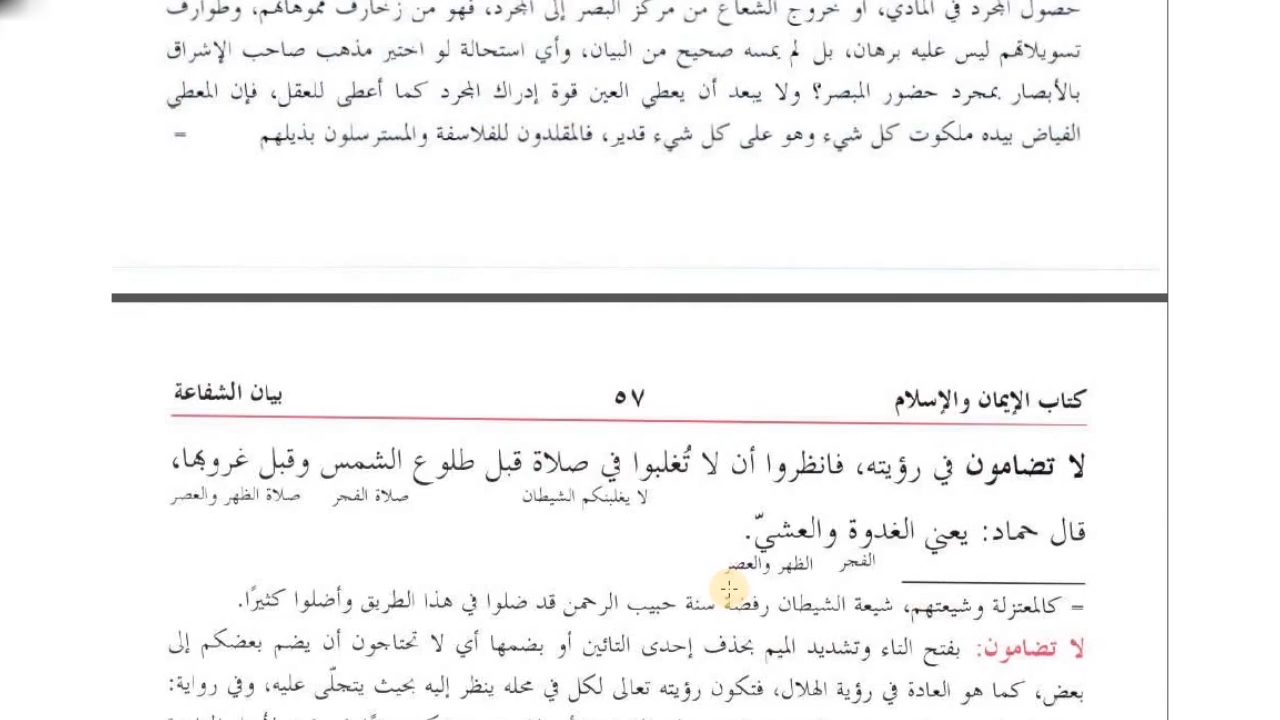 حصول المجرد في المادي، أو خروج الشعاع من مركز البصر إلى المجرد، فهو من زخارف مموهاتهم، وطوارف
تسويلاتهم ليس عليه برهان، بل لم يمسه صحيح من البيان، وأي استحالة لو اختير مذهب صاحب الإشراق
بالأبصار بمجرد حضور المبصر؟ ولا يبعد أن يعطي العين قوة إدراك المجرد كما أعطى للعقل، فإن المعطي
الفياض بيده ملكوت كل شيء وهو على كل شيء قدير، فالمقلدون للفلاسفة والمسترسلون بذيلهم =
كتاب الإيمان والإسلام ٥٧ بيان الشفاعة
لا تضامون في رؤيته، فانظروا أن لا تُغلبوا في صلاة قبل طلوع الشمس وقبل غروبها،
لا يغلبنكم الشيطان صلاة الفجر صلاة الظهر والعصر
قال حماد: يعني الغدوة والعشيّ.
الفجر الظهر والعصر
= كالمعتزلة وشيعتهم، شيعة الشيطان رفضة سنة حبيب الرحمن قد ضلوا في هذا الطريق وأضلوا كثيرًا.
لا تضامون: بفتح التاء وتشديد الميم بحذف إحدى التائين أو بضمها أي لا تحتاجون أن يضم بعضكم إلى
بعض، كما هو العادة في رؤية الهلال، فتكون رؤيته تعالى لكل في محله ينظر إليه بحيث يتجلّى عليه، وفي رواية: